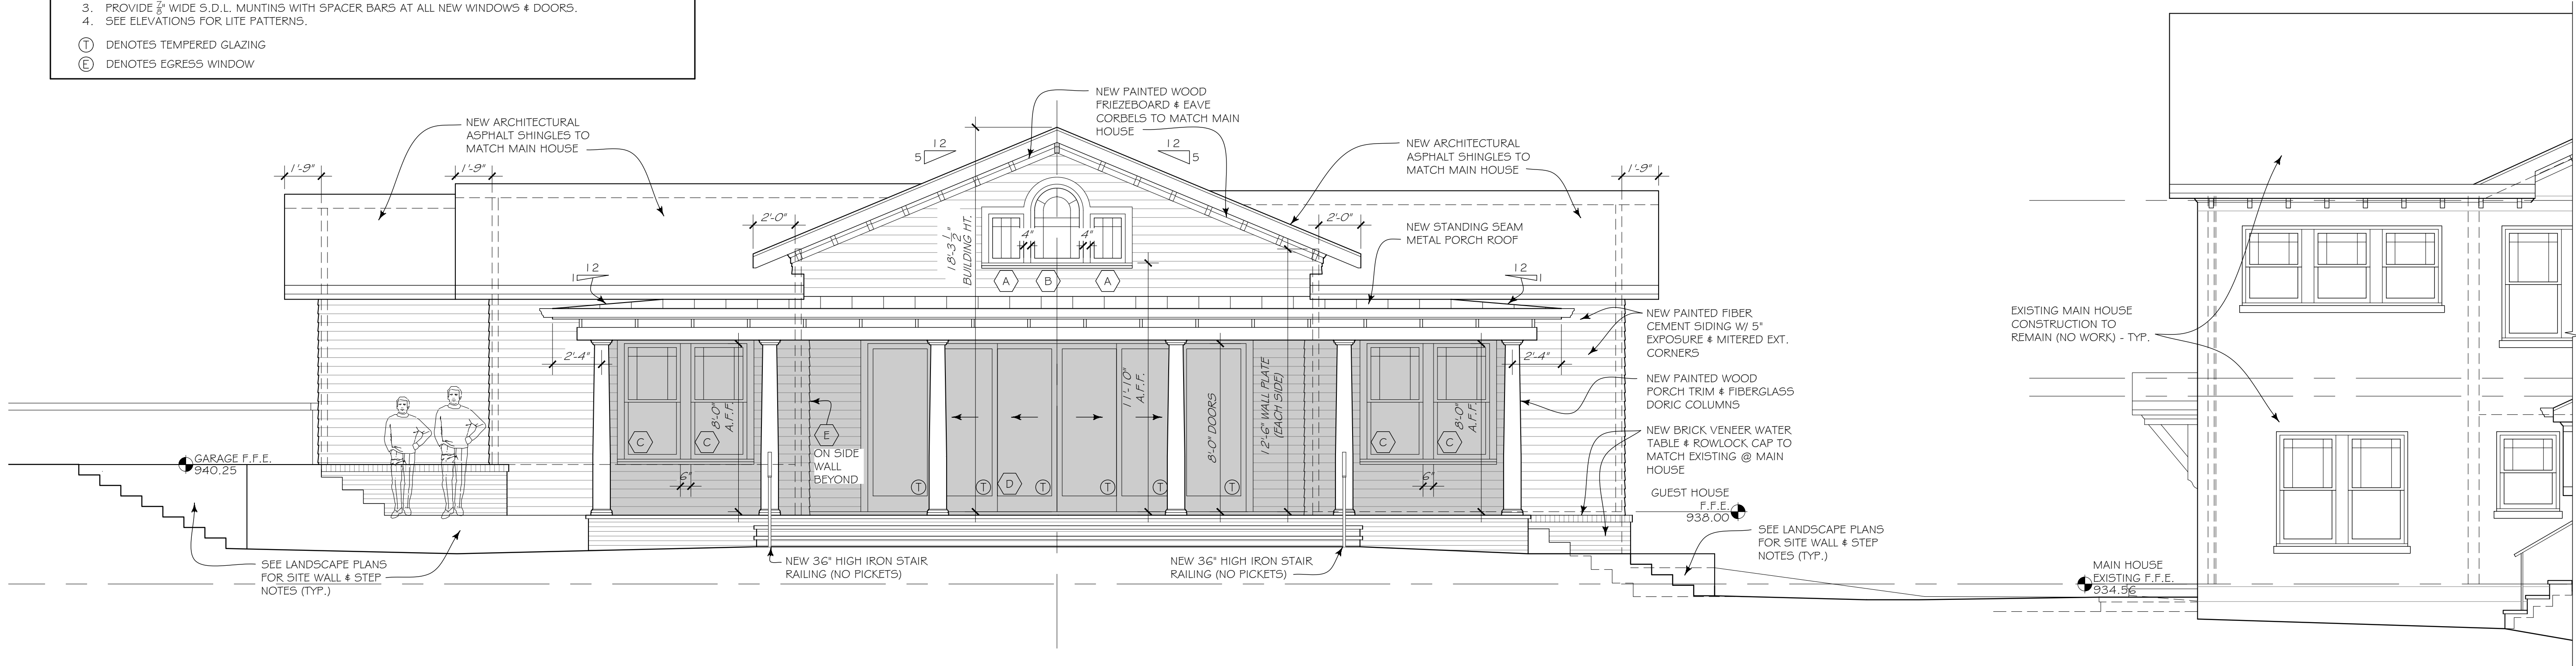 3. PROVIDE 7/8" WIDE S.D.L. MUNTINS WITH SPACER BARS AT ALL NEW WINDOWS & DOORS.
4. SEE ELEVATIONS FOR LITE PATTERNS.
T DENOTES TEMPERED GLAZING
E DENOTES EGRESS WINDOW
NEW ARCHITECTURAL
ASPHALT SHINGLES TO
MATCH MAIN HOUSE
NEW PAINTED WOOD
FRIEZEBOARD & EAVE
CORBELS TO MATCH MAIN
HOUSE
NEW ARCHITECTURAL
ASPHALT SHINGLES TO
MATCH MAIN HOUSE
12
5
12
5
1'-9"
1'-9"
1'-9"
2'-0"
2'-0"
18'-3 1/2"
BUILDING HT.
4"
4"
A
B
A
NEW STANDING SEAM
METAL PORCH ROOF
12
1
12
1
NEW PAINTED FIBER
CEMENT SIDING W/ 5"
EXPOSURE & MITERED EXT.
CORNERS
NEW PAINTED WOOD
PORCH TRIM & FIBERGLASS
DORIC COLUMNS
NEW BRICK VENEER WATER
TABLE & ROWLOCK CAP TO
MATCH EXISTING @ MAIN
HOUSE
2'-4"
2'-4"
C
C
8'-0"
A.F.F.
6"
E
ON SIDE
WALL
BEYOND
T
T
D
T
T
T
T
11'-10"
A.F.F.
8'-0" DOORS
12'-6" WALL PLATE
(EACH SIDE)
C
C
8'-0"
A.F.F.
6"
GARAGE F.F.E.
940.25
GUEST HOUSE
F.F.E.
938.00
SEE LANDSCAPE PLANS
FOR SITE WALL & STEP
NOTES (TYP.)
NEW 36" HIGH IRON STAIR
RAILING (NO PICKETS)
NEW 36" HIGH IRON STAIR
RAILING (NO PICKETS)
SEE LANDSCAPE PLANS
FOR SITE WALL & STEP
NOTES (TYP.)
EXISTING MAIN HOUSE
CONSTRUCTION TO
REMAIN (NO WORK) - TYP.
MAIN HOUSE
EXISTING F.F.E.
934.56